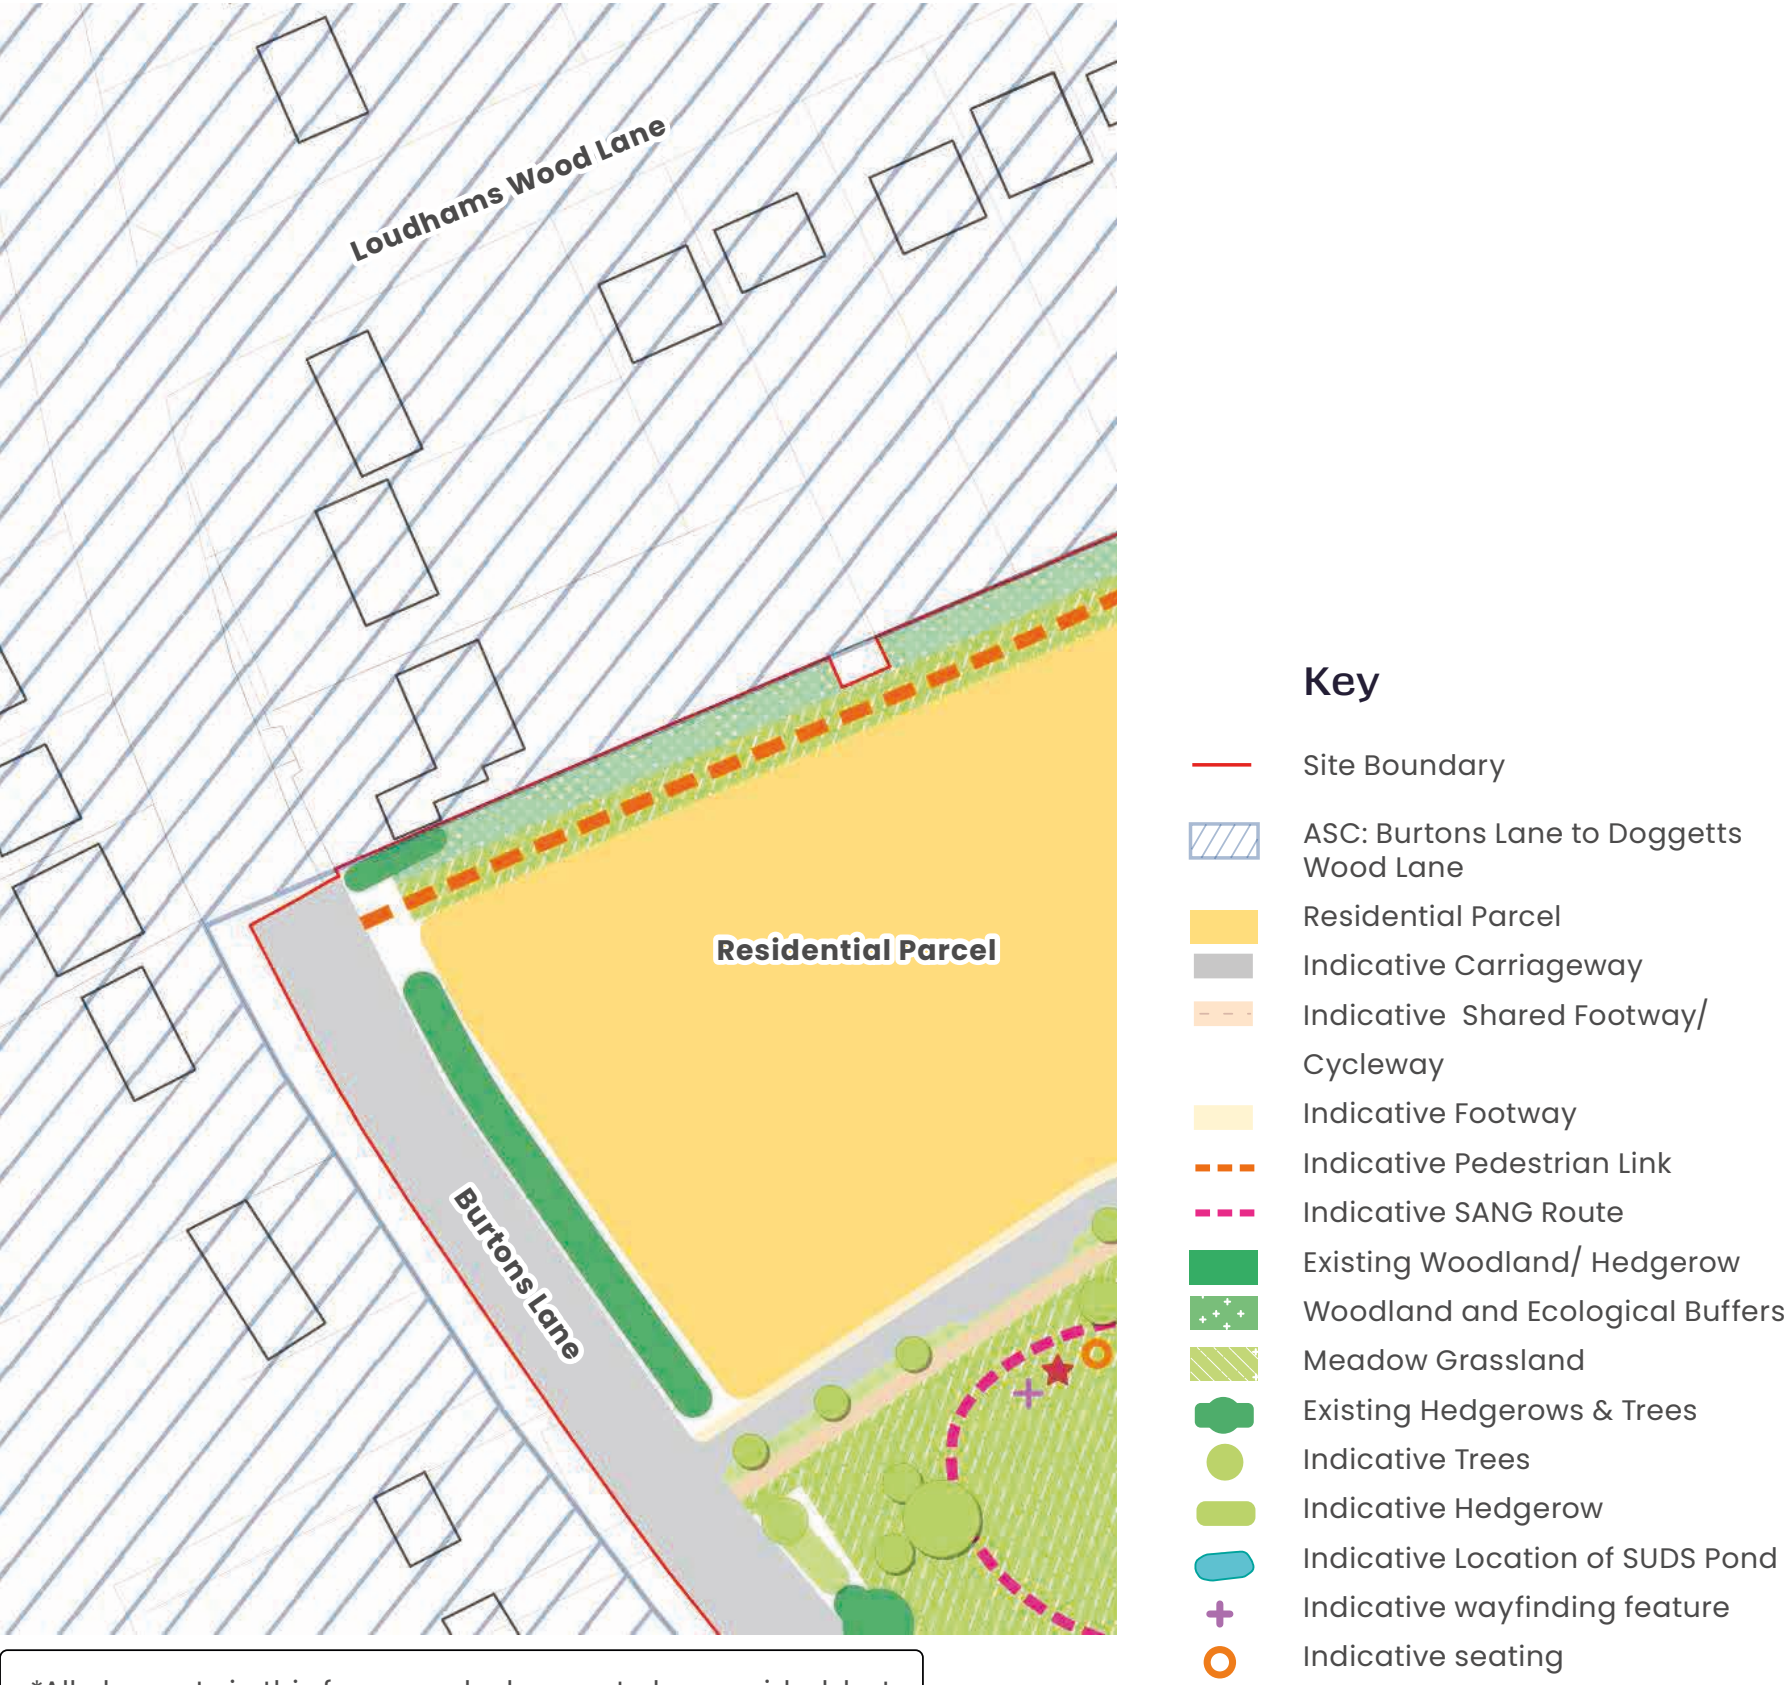 Loudhams Wood Lane
Residential Parcel
Burtons Lane
Key
Site Boundary
ASC: Burtons Lane to Doggetts
Wood Lane
Residential Parcel
Indicative Carriageway
Indicative Shared Footway/
Cycleway
Indicative Footway
Indicative Pedestrian Link
Indicative SANG Route
Existing Woodland/ Hedgerow
Woodland and Ecological Buffers
Meadow Grassland
Existing Hedgerows & Trees
Indicative Trees
Indicative Hedgerow
Indicative Location of SUDS Pond
Indicative wayfinding feature
Indicative seating